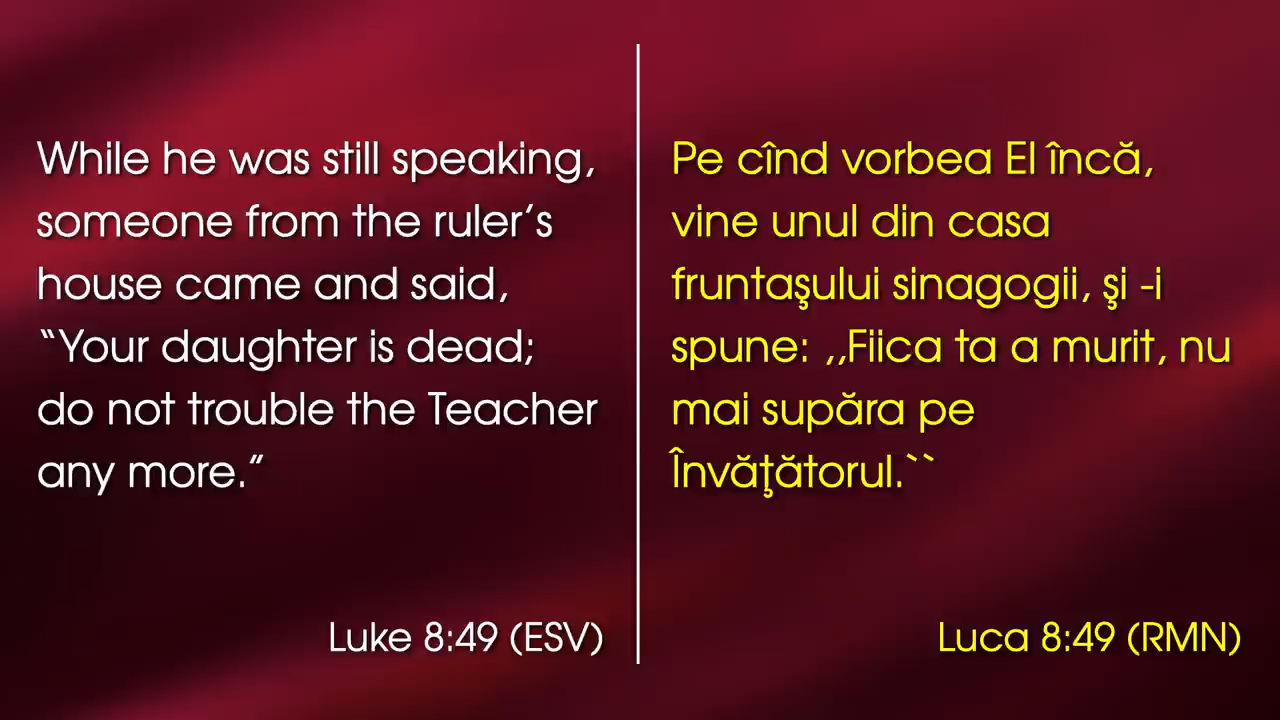 While he was still speaking,
someone from the ruler’s
house came and said,
“Your daughter is dead;
do not trouble the Teacher
any more.”
Luke 8:49 (ESV)
Pe cînd vorbea El încă,
vine unul din casa
fruntaşului sinagogii, şi -i
spune: ,,Fiica ta a murit, nu
mai supăra pe
Învăţătorul.``
Luca 8:49 (RMN)